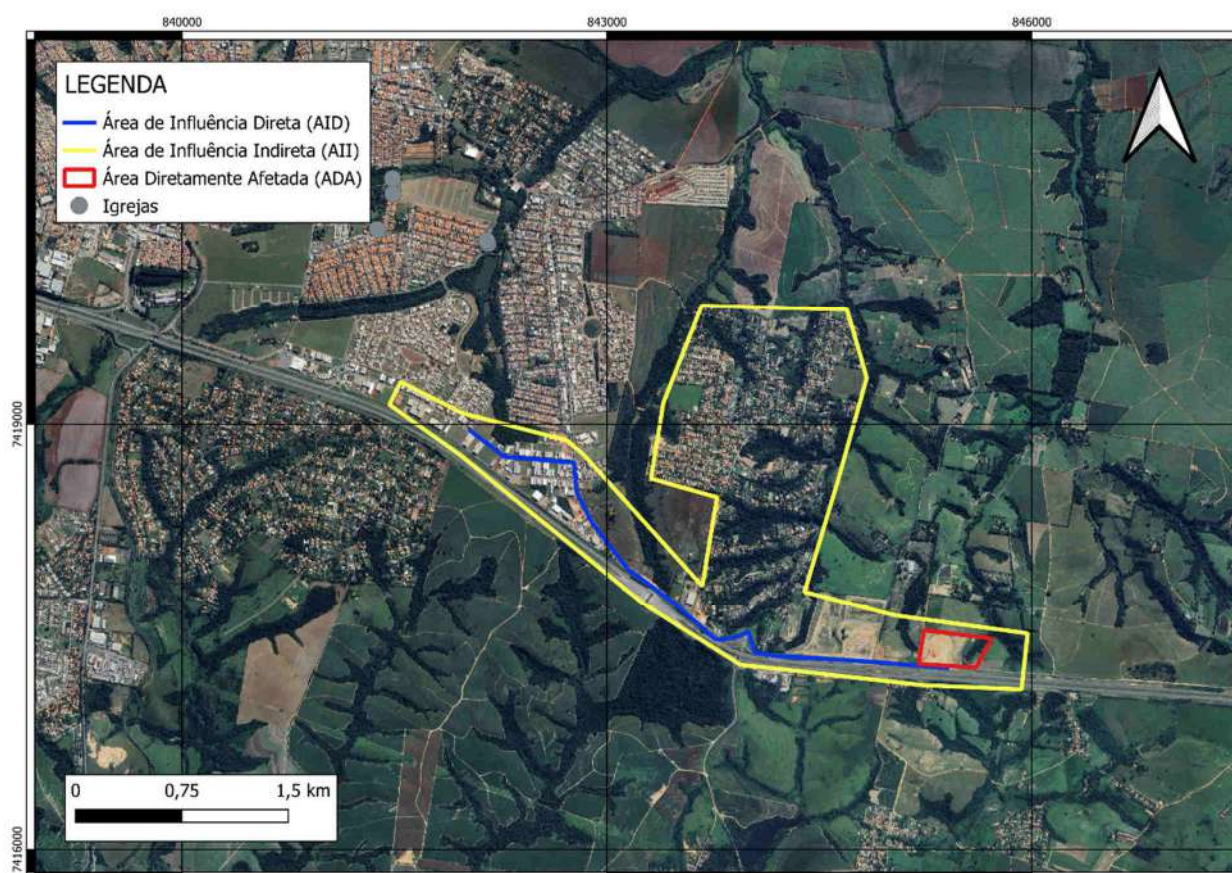 840000
843000
846000
LEGENDA
Área de Influência Direta (AID)
Área de Influência Indireta (AII)
Área Diretamente Afetada (ADA)
Igrejas
7419000
0
0,75
1,5 km
7416000